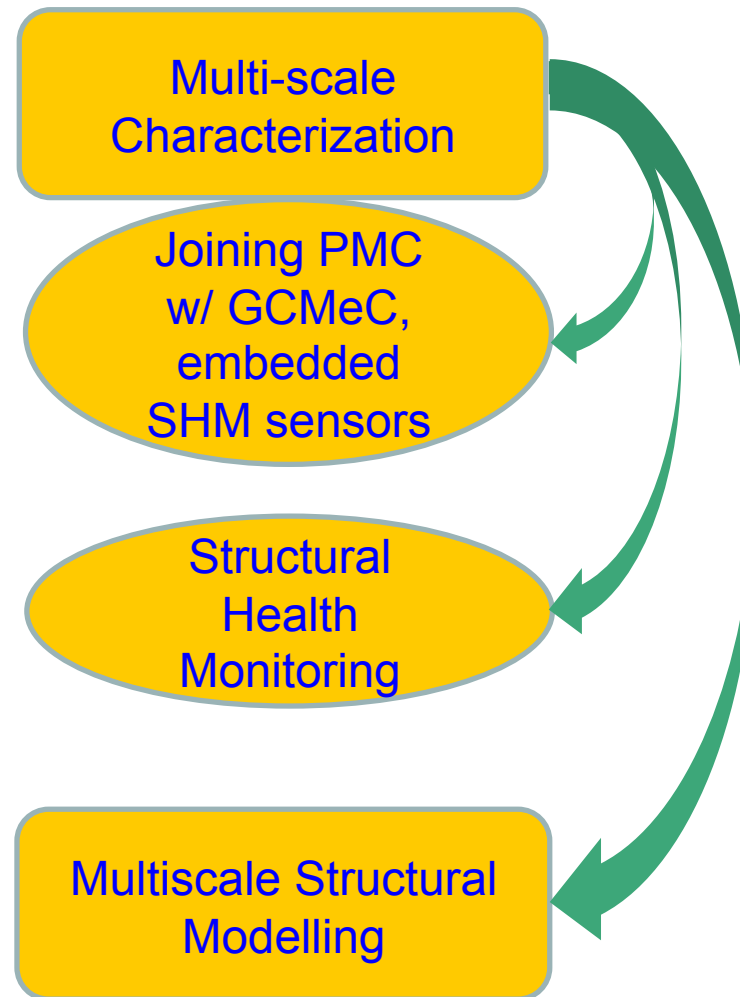 Multi-scale
Characterization
Joining PMC
w/ GCMeC,
embedded
SHM sensors
Structural
Health
Monitoring
Multiscale Structural
Modelling